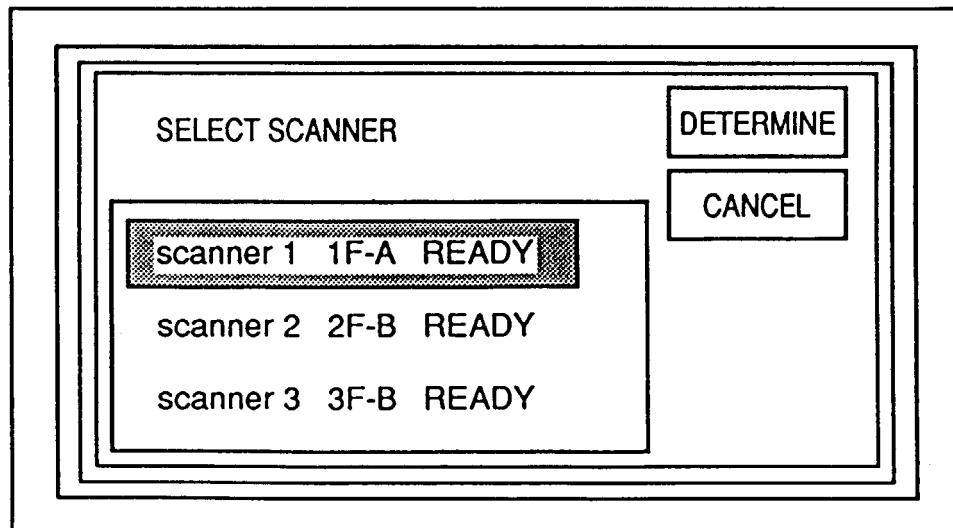 SELECT SCANNER
DETERMINE
CANCEL
scanner 1 1F-A READY
scanner 2 2F-B READY
scanner 3 3F-B READY